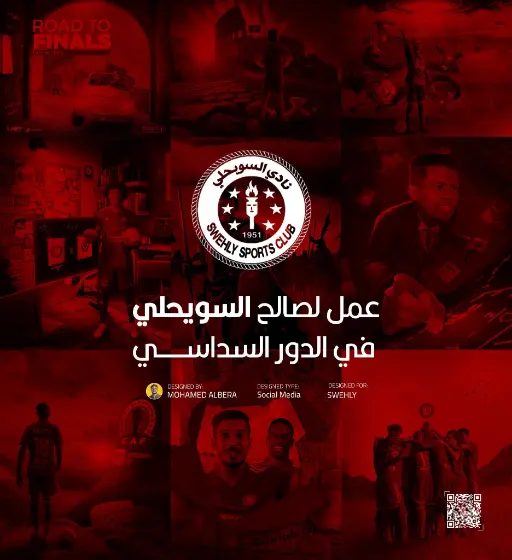 ROAD TO
FINALS
نادي السويحلي
1951
SWEHLY SPORTS CLUB
عمل لصالح السويحلي
في الدور السداسي
DESIGNED BY:
MOHAMED ALBERA
DESIGNED TYPE:
Social Media
DESIGNED FOR:
SWEHLY
CAF